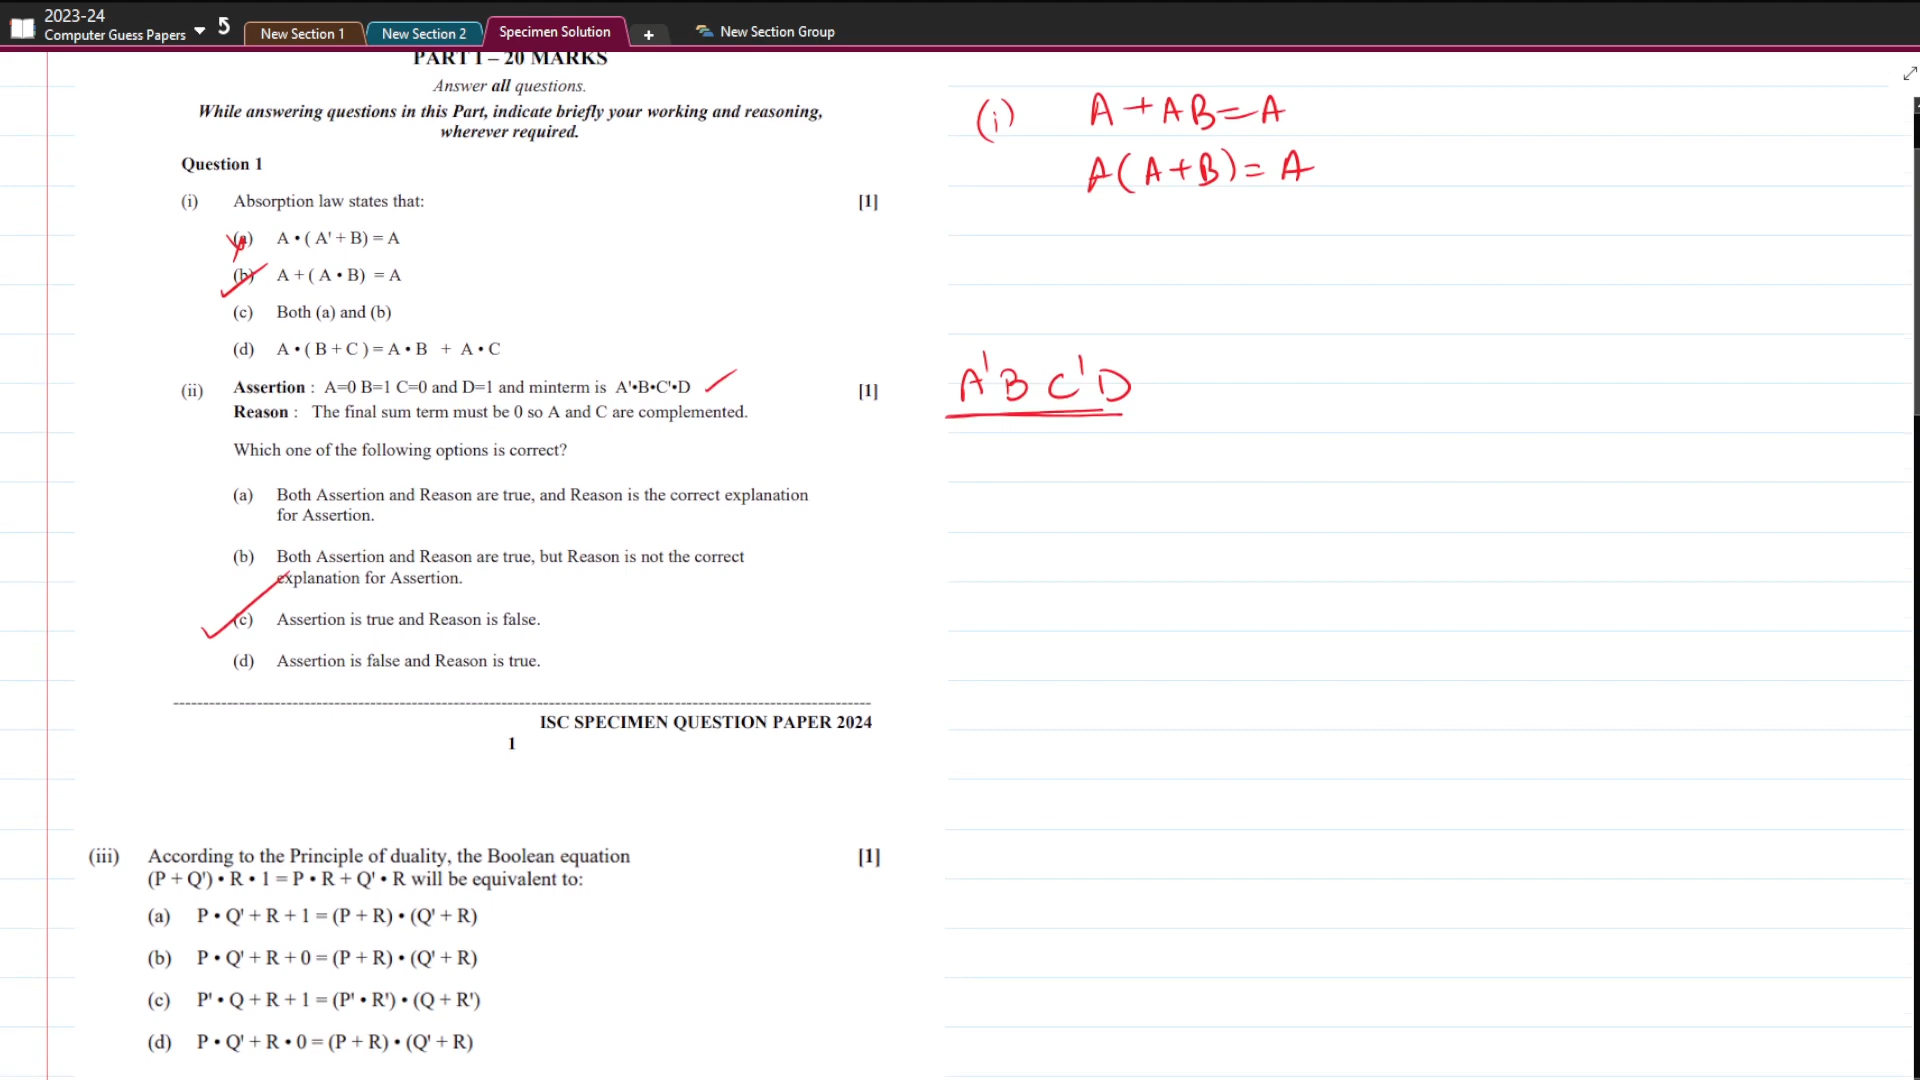 2023-24
Computer Guess Papers
New Section 1
New Section 2
Specimen Solution
+
New Section Group
PART I – 20 MARKS
Answer all questions.
While answering questions in this Part, indicate briefly your working and reasoning,
wherever required.
Question 1
(i) Absorption law states that: [1]
(a) A • ( A' + B) = A
(b) A + ( A • B) = A
(c) Both (a) and (b)
(d) A • ( B + C ) = A • B + A • C
(ii) Assertion : A=0 B=1 C=0 and D=1 and minterm is A'•B•C'•D [1]
Reason : The final sum term must be 0 so A and C are complemented.
Which one of the following options is correct?
(a) Both Assertion and Reason are true, and Reason is the correct explanation
for Assertion.
(b) Both Assertion and Reason are true, but Reason is not the correct
explanation for Assertion.
(c) Assertion is true and Reason is false.
(d) Assertion is false and Reason is true.
ISC SPECIMEN QUESTION PAPER 2024
1
(iii) According to the Principle of duality, the Boolean equation [1]
(P + Q') • R • 1 = P • R + Q' • R will be equivalent to:
(a) P • Q' + R + 1 = (P + R) • (Q' + R)
(b) P • Q' + R + 0 = (P + R) • (Q' + R)
(c) P' • Q + R + 1 = (P' • R') • (Q + R')
(d) P • Q' + R • 0 = (P + R) • (Q' + R)
(i) A + AB = A
A(A+B) = A
A'B C'D